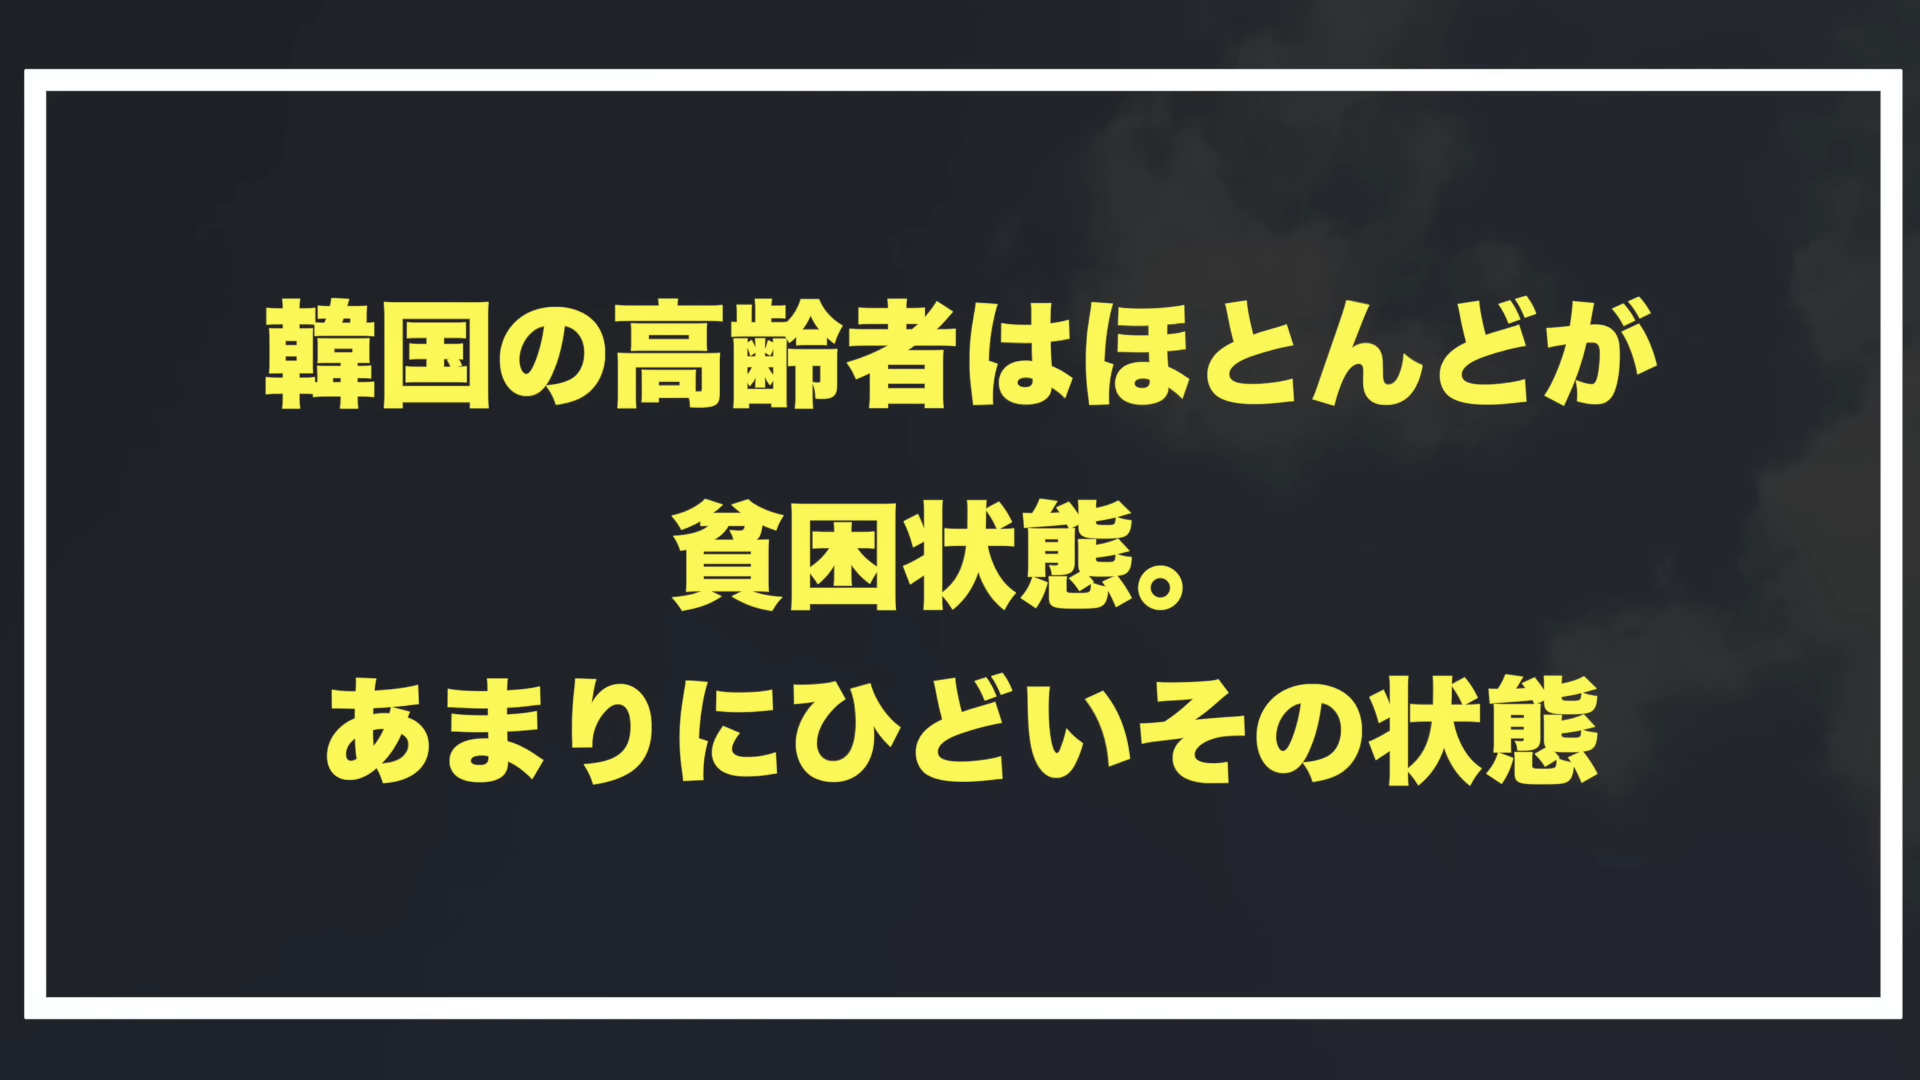 韓国の高齢者はほとんどが
貧困状態。
あまりにひどいその状態